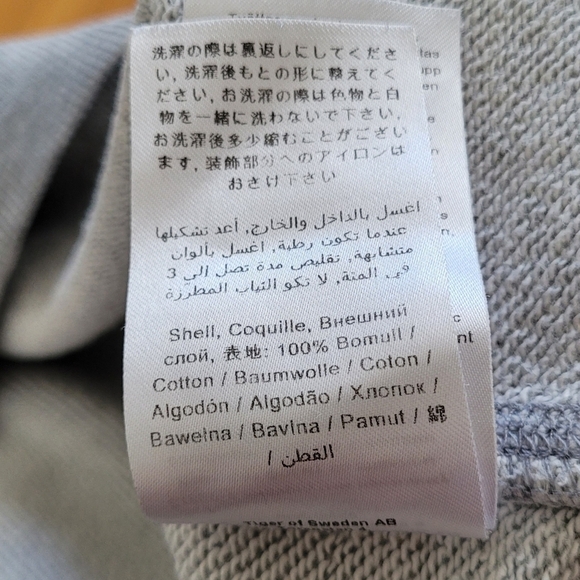 洗濯の際は裏返しにしてくださ
い, 洗濯後もとの形に整えてく
ださい, お洗濯の際は色物と白
物を一緒に洗わないで下さい,
お洗濯後多少縮むことがござい
ます, 装飾部分へのアイロンは
おさけ下さい
اغسل بالداخل والخارج, أعد تشكيلها
عندما تكون رطبة, اغسل بألوان
متشابهة, تقليص مدة تصل إلى 3
في المئة, لا تكو الثياب المطرزة
Shell, Coquille, Внешний
слой, 表地: 100% Bomull /
Cotton / Baumwolle / Coton /
Algodón / Algodão / Хлопок /
Bawełna / Bavlna / Pamut / 綿
/ القطن
Tiger of Sweden AB